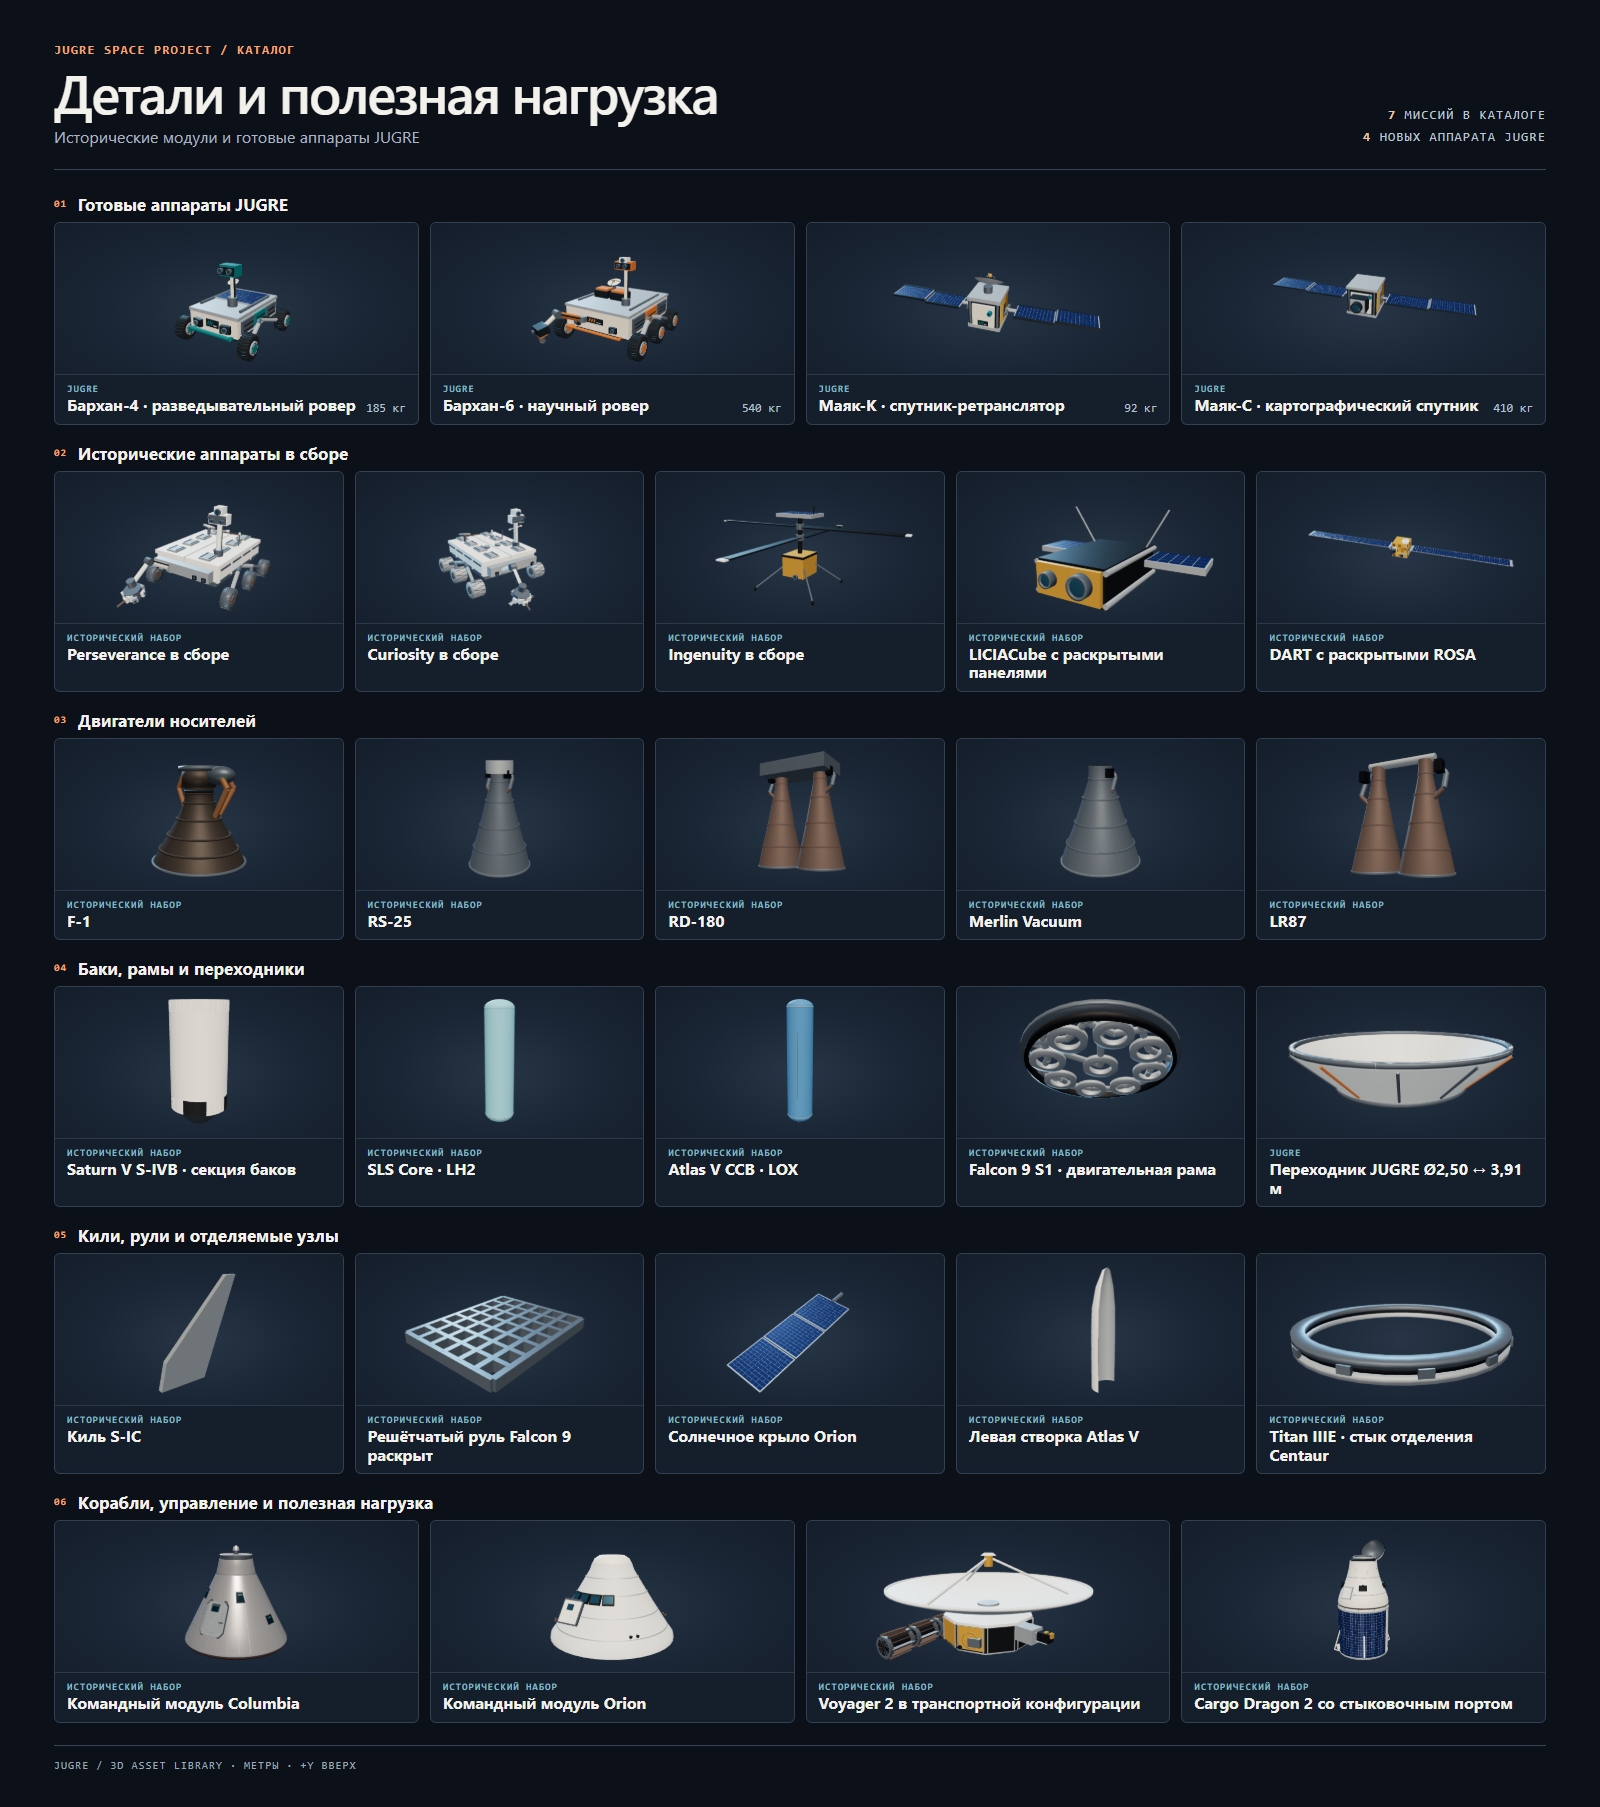 JUGRE SPACE PROJECT / КАТАЛОГ
Детали и полезная нагрузка
Исторические модули и готовые аппараты JUGRE
7 МИССИЙ В КАТАЛОГЕ
4 НОВЫХ АППАРАТА JUGRE
01 Готовые аппараты JUGRE
JUGRE
Бархан-4 · разведывательный ровер 185 кг
JUGRE
Бархан-6 · научный ровер 540 кг
JUGRE
Маяк-К · спутник-ретранслятор 92 кг
JUGRE
Маяк-С · картографический спутник 410 кг
02 Исторические аппараты в сборе
ИСТОРИЧЕСКИЙ НАБОР
Perseverance в сборе
ИСТОРИЧЕСКИЙ НАБОР
Curiosity в сборе
ИСТОРИЧЕСКИЙ НАБОР
Ingenuity в сборе
ИСТОРИЧЕСКИЙ НАБОР
LICIACube с раскрытыми
панелями
ИСТОРИЧЕСКИЙ НАБОР
DART с раскрытыми ROSA
03 Двигатели носителей
ИСТОРИЧЕСКИЙ НАБОР
F-1
ИСТОРИЧЕСКИЙ НАБОР
RS-25
ИСТОРИЧЕСКИЙ НАБОР
RD-180
ИСТОРИЧЕСКИЙ НАБОР
Merlin Vacuum
ИСТОРИЧЕСКИЙ НАБОР
LR87
04 Баки, рамы и переходники
ИСТОРИЧЕСКИЙ НАБОР
Saturn V S-IVB · секция баков
ИСТОРИЧЕСКИЙ НАБОР
SLS Core · LH2
ИСТОРИЧЕСКИЙ НАБОР
Atlas V CCB · LOX
ИСТОРИЧЕСКИЙ НАБОР
Falcon 9 S1 · двигательная рама
JUGRE
Переходник JUGRE Ø2,50 ↔ 3,91
м
05 Кили, рули и отделяемые узлы
ИСТОРИЧЕСКИЙ НАБОР
Киль S-IC
ИСТОРИЧЕСКИЙ НАБОР
Решётчатый руль Falcon 9
раскрыт
ИСТОРИЧЕСКИЙ НАБОР
Солнечное крыло Orion
ИСТОРИЧЕСКИЙ НАБОР
Левая створка Atlas V
ИСТОРИЧЕСКИЙ НАБОР
Titan IIIE · стык отделения
Centaur
06 Корабли, управление и полезная нагрузка
ИСТОРИЧЕСКИЙ НАБОР
Командный модуль Columbia
ИСТОРИЧЕСКИЙ НАБОР
Командный модуль Orion
ИСТОРИЧЕСКИЙ НАБОР
Voyager 2 в транспортной конфигурации
ИСТОРИЧЕСКИЙ НАБОР
Cargo Dragon 2 со стыковочным портом
JUGRE / 3D ASSET LIBRARY · МЕТРЫ · +Y ВВЕРХ